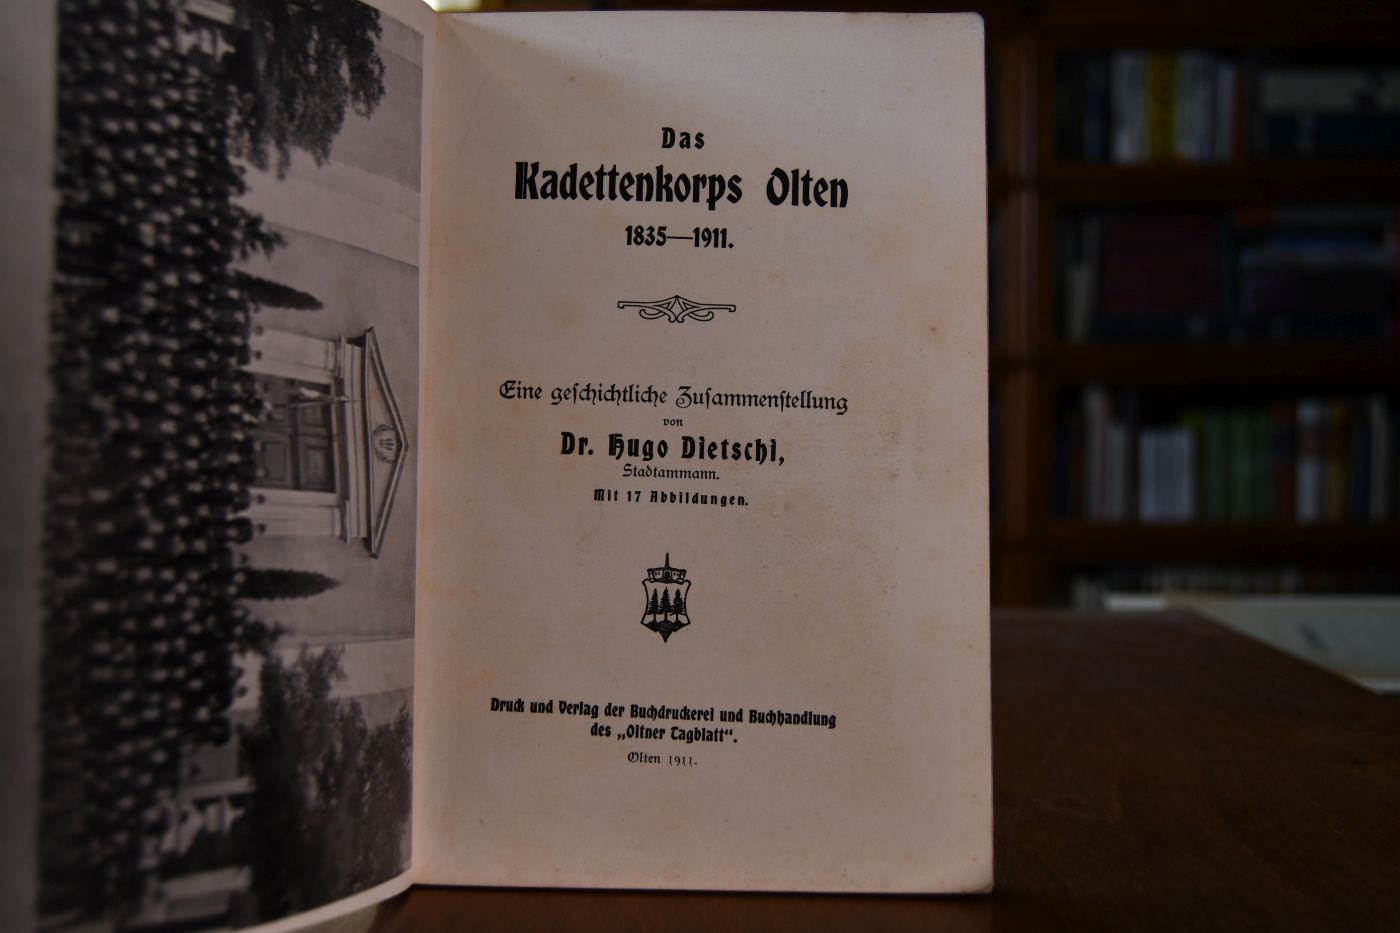 Das
Kadettenkorps Olten
1835—1911.
Eine geſchichtliche Zuſammenſtellung
von
Dr. Hugo Dietschi,
Stadtammann.
Mit 17 Abbildungen.
Druck und Verlag der Buchdruckerei und Buchhandlung
des „Oltner Tagblatt“.
Olten 1911.